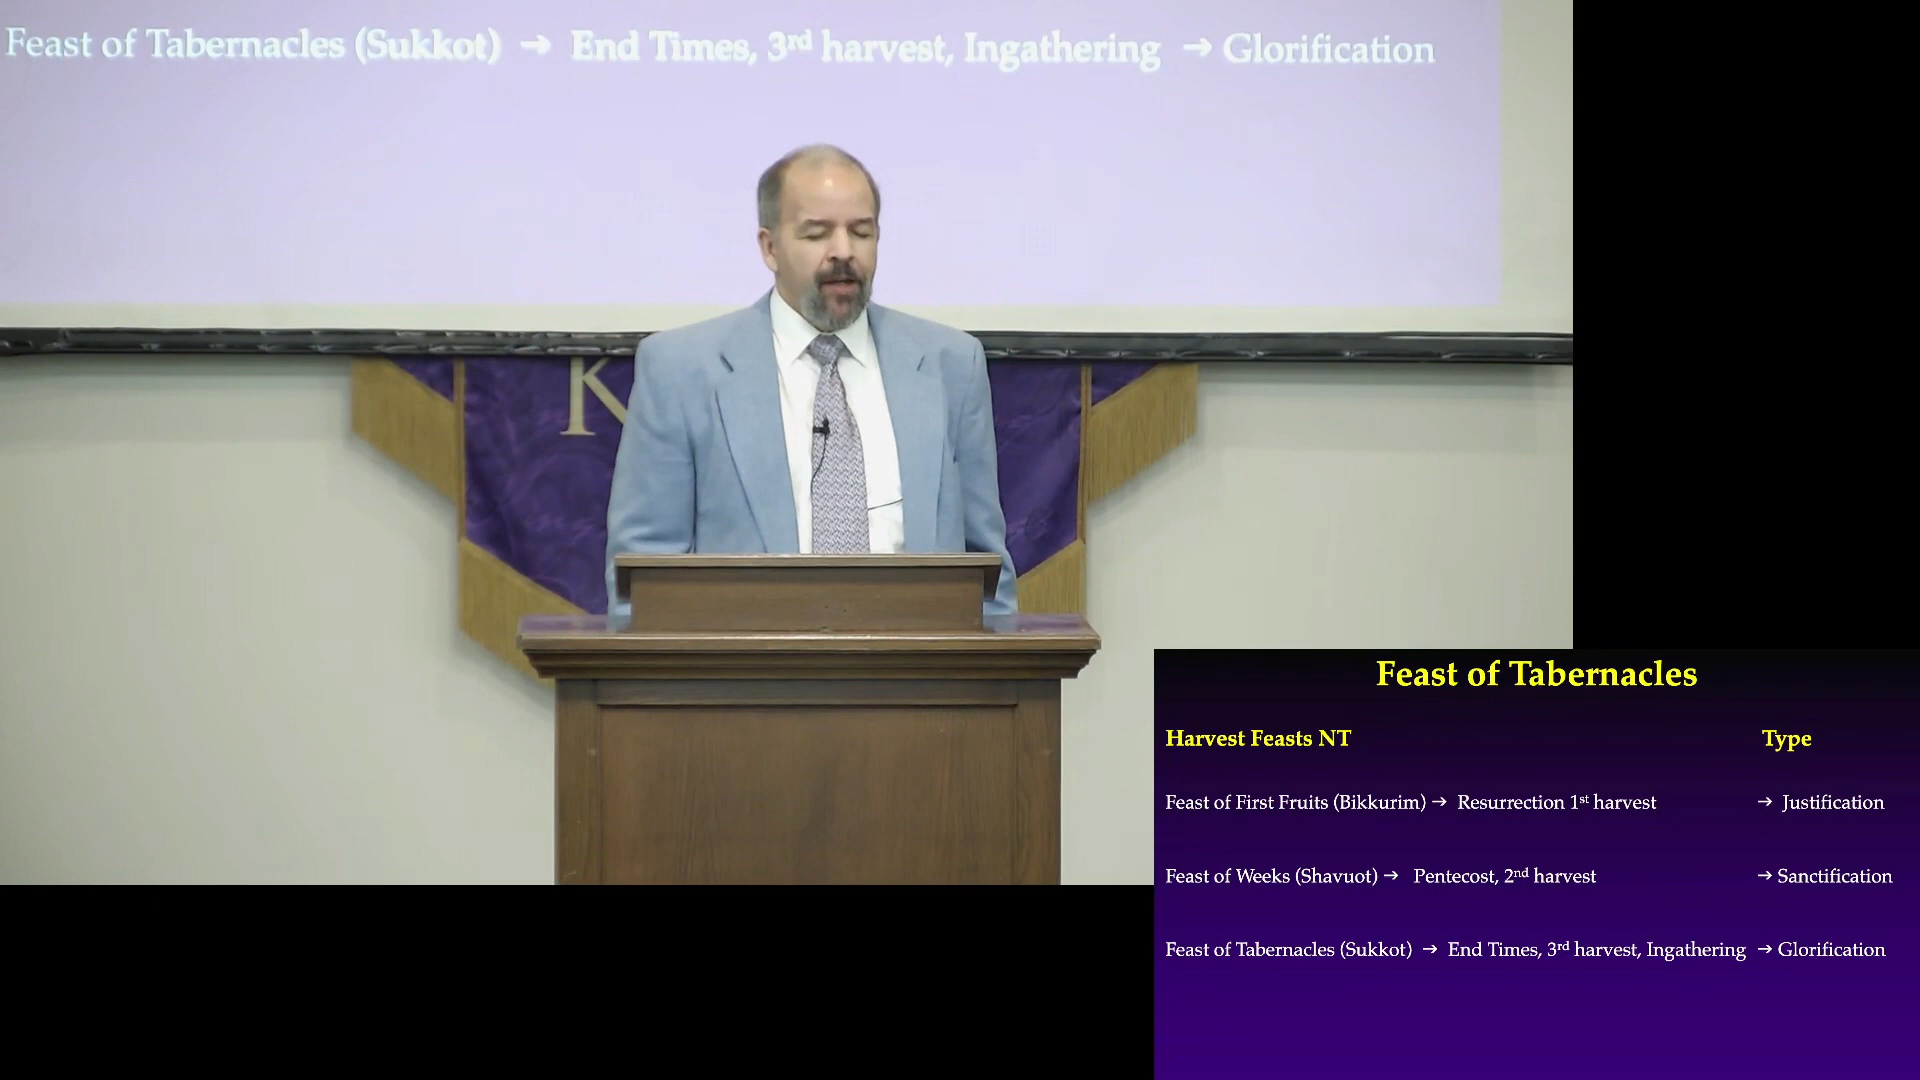 Feast of Tabernacles (Sukkot) → End Times, 3rd harvest, Ingathering → Glorification
K
Feast of Tabernacles
Harvest Feasts NT Type
Feast of First Fruits (Bikkurim) → Resurrection 1st harvest → Justification
Feast of Weeks (Shavuot) → Pentecost, 2nd harvest → Sanctification
Feast of Tabernacles (Sukkot) → End Times, 3rd harvest, Ingathering → Glorification